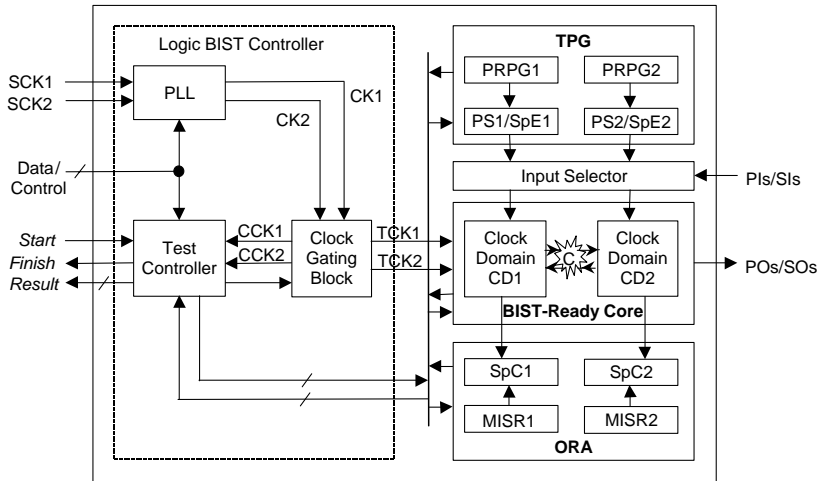 Logic BIST Controller
SCK1
SCK2
PLL
CK1
CK2
Data/
Control
Start
Finish
Result
Test
Controller
CCK1
CCK2
Clock
Gating
Block
TCK1
TCK2
TPG
PRPG1
PRPG2
PS1/SpE1
PS2/SpE2
Input Selector
PIs/SIs
Clock
Domain
CD1
C
Clock
Domain
CD2
BIST-Ready Core
POs/SOs
SpC1
SpC2
MISR1
MISR2
ORA